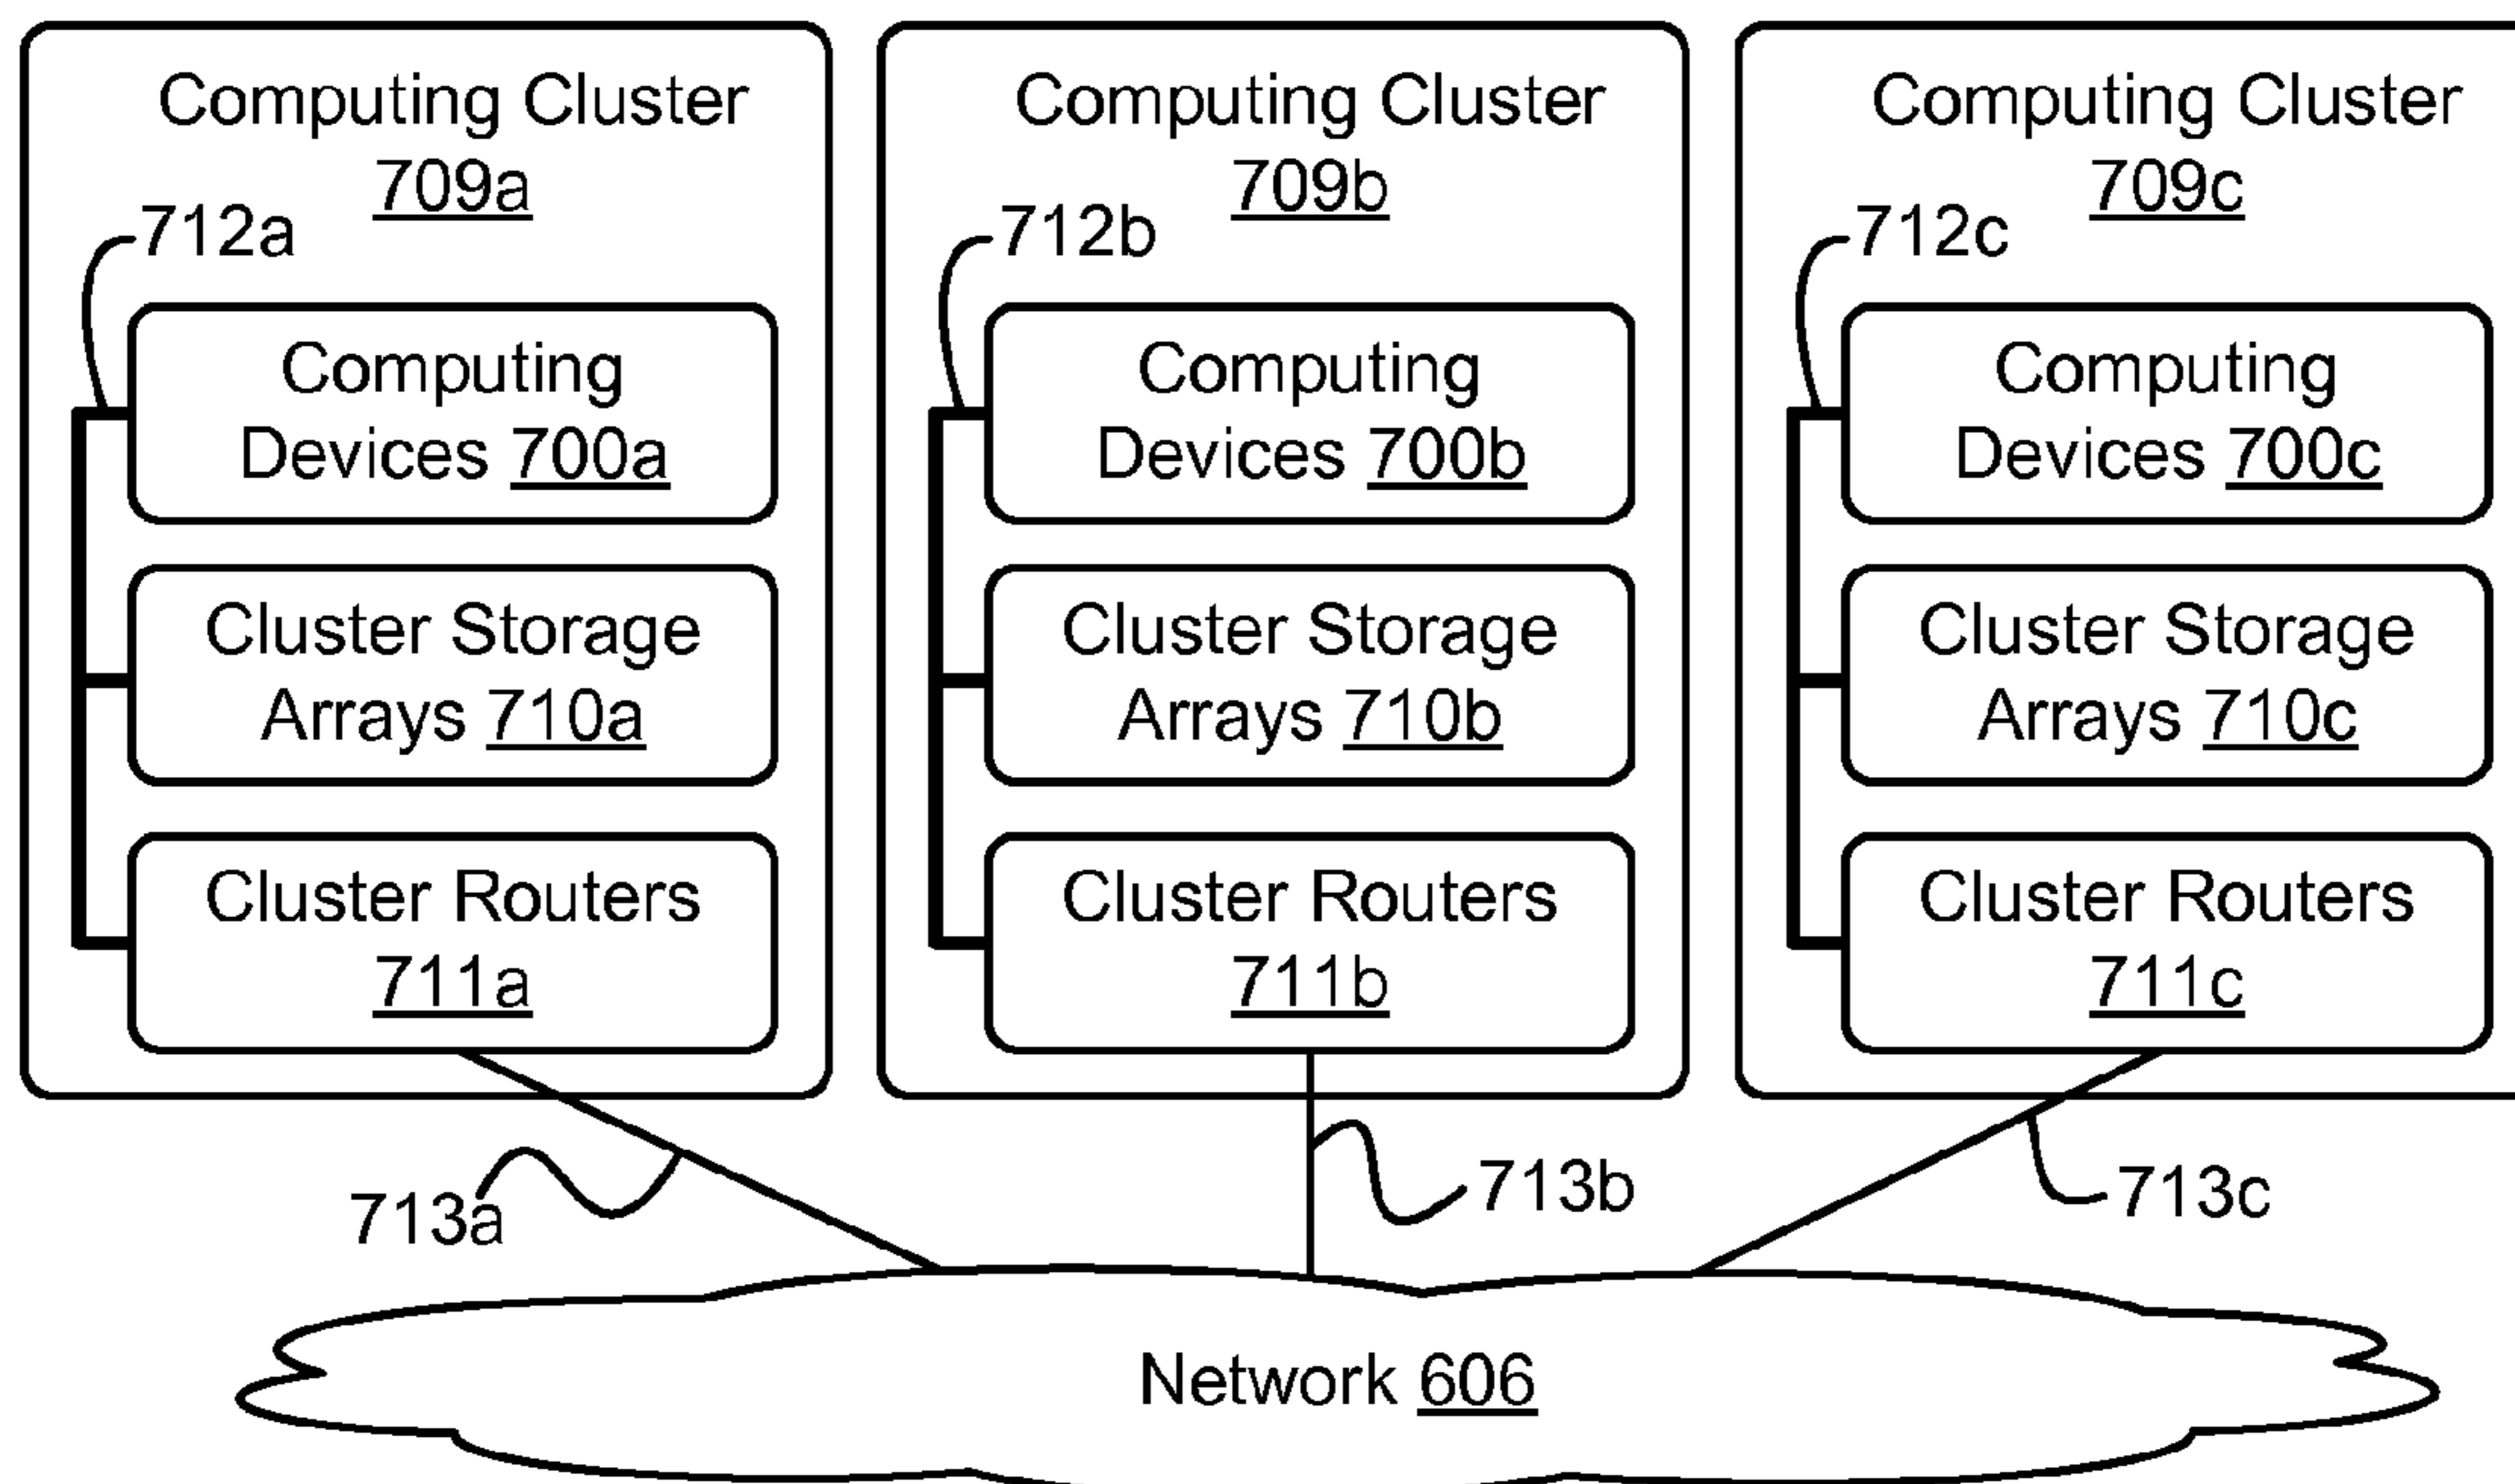 Computing Cluster
709a
712a
Computing
Devices 700a
Cluster Storage
Arrays 710a
Cluster Routers
711a
Computing Cluster
709b
712b
Computing
Devices 700b
Cluster Storage
Arrays 710b
Cluster Routers
711b
Computing Cluster
709c
712c
Computing
Devices 700c
Cluster Storage
Arrays 710c
Cluster Routers
711c
713a
713b
713c
Network 606